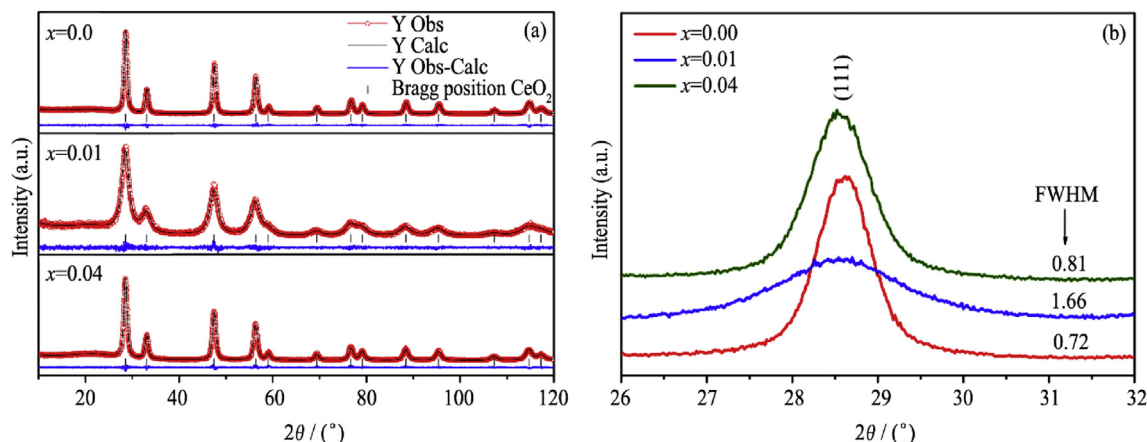 (a)
x=0.0
Y Obs
Y Calc
Y Obs-Calc
Bragg position CeO₂
x=0.01
x=0.04
Intensity (a.u.)
20 40 60 80 100 120
2θ / (°)
(b)
x=0.00
x=0.01
x=0.04
(111)
FWHM
0.81
1.66
0.72
Intensity (a.u.)
26 27 28 29 30 31 32
2θ / (°)